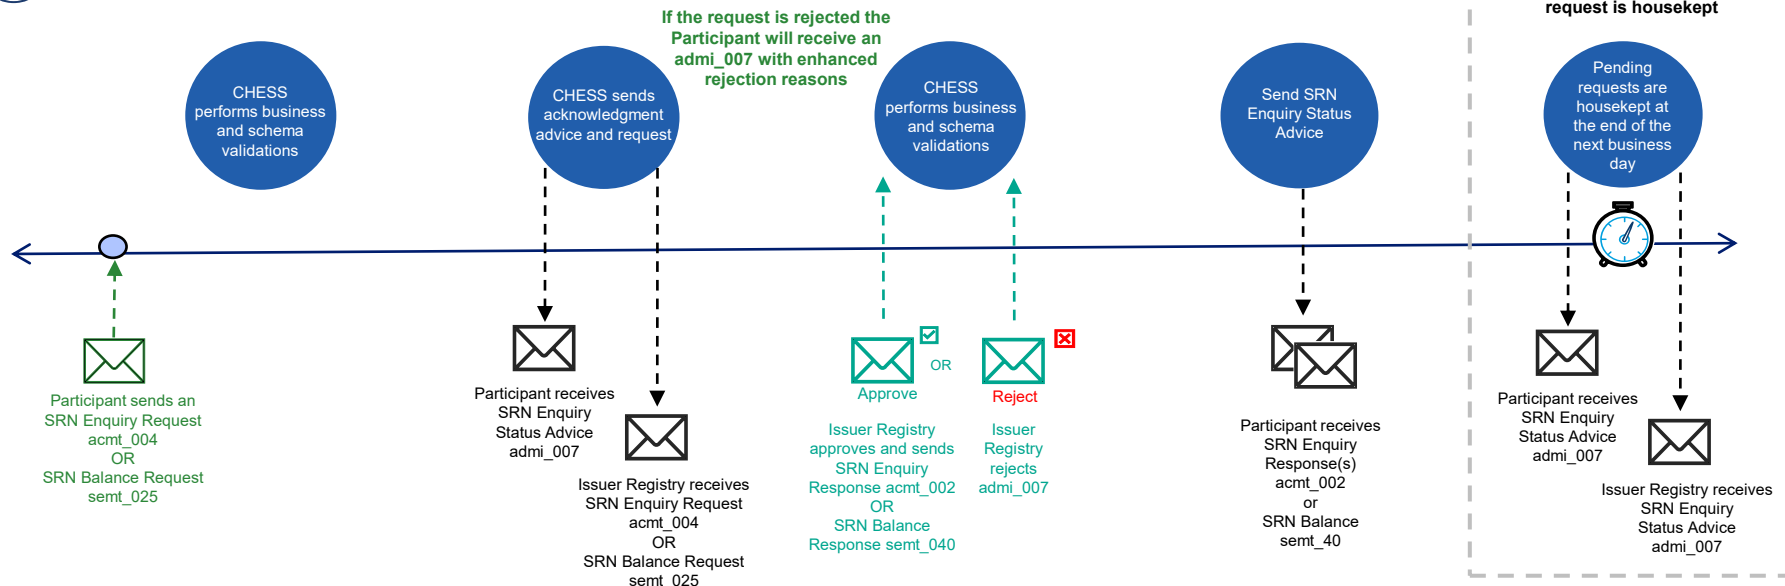 request is housekept
If the request is rejected the
Participant will receive an
admi_007 with enhanced
rejection reasons
CHESS
performs business
and schema
validations
CHESS sends
acknowledgment
advice and request
CHESS
performs business
and schema
validations
Send SRN
Enquiry Status
Advice
Pending
requests are
housekept at
the end of the
next business
day
Participant sends an
SRN Enquiry Request
acmt_004
OR
SRN Balance Request
semt_025
Participant receives
SRN Enquiry
Status Advice
admi_007
Issuer Registry receives
SRN Enquiry Request
acmt_004
OR
SRN Balance Request
semt_025
Approve
OR
Reject
Issuer Registry
approves and sends
SRN Enquiry
Response acmt_002
OR
SRN Balance
Response semt_040
Issuer
Registry
rejects
admi_007
Participant receives
SRN Enquiry
Response(s)
acmt_002
or
SRN Balance
semt_40
Participant receives
SRN Enquiry
Status Advice
admi_007
Issuer Registry receives
SRN Enquiry
Status Advice
admi_007